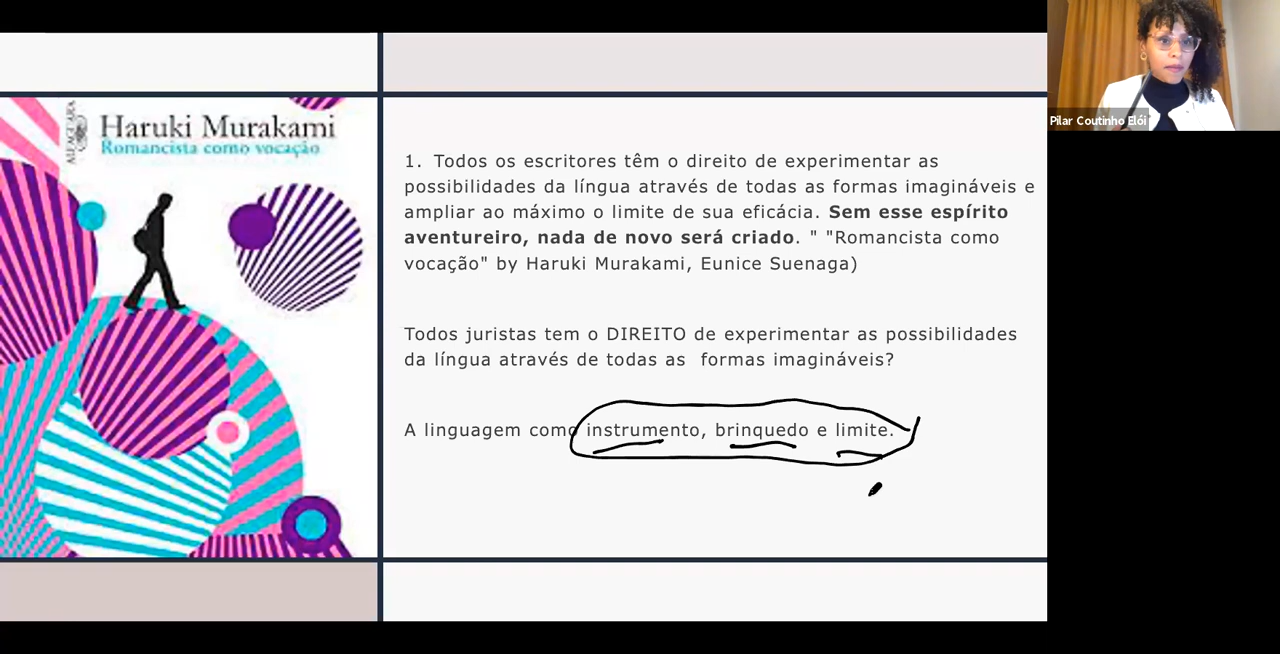 Haruki Murakami
Romancista como vocação
ALFAGUARA
1. Todos os escritores têm o direito de experimentar as
possibilidades da língua através de todas as formas imagináveis e
ampliar ao máximo o limite de sua eficácia. Sem esse espírito
aventureiro, nada de novo será criado. " "Romancista como
vocação" by Haruki Murakami, Eunice Suenaga)
Todos juristas tem o DIREITO de experimentar as possibilidades
da língua através de todas as formas imagináveis?
A linguagem como instrumento, brinquedo e limite.
Pilar Coutinho Elói